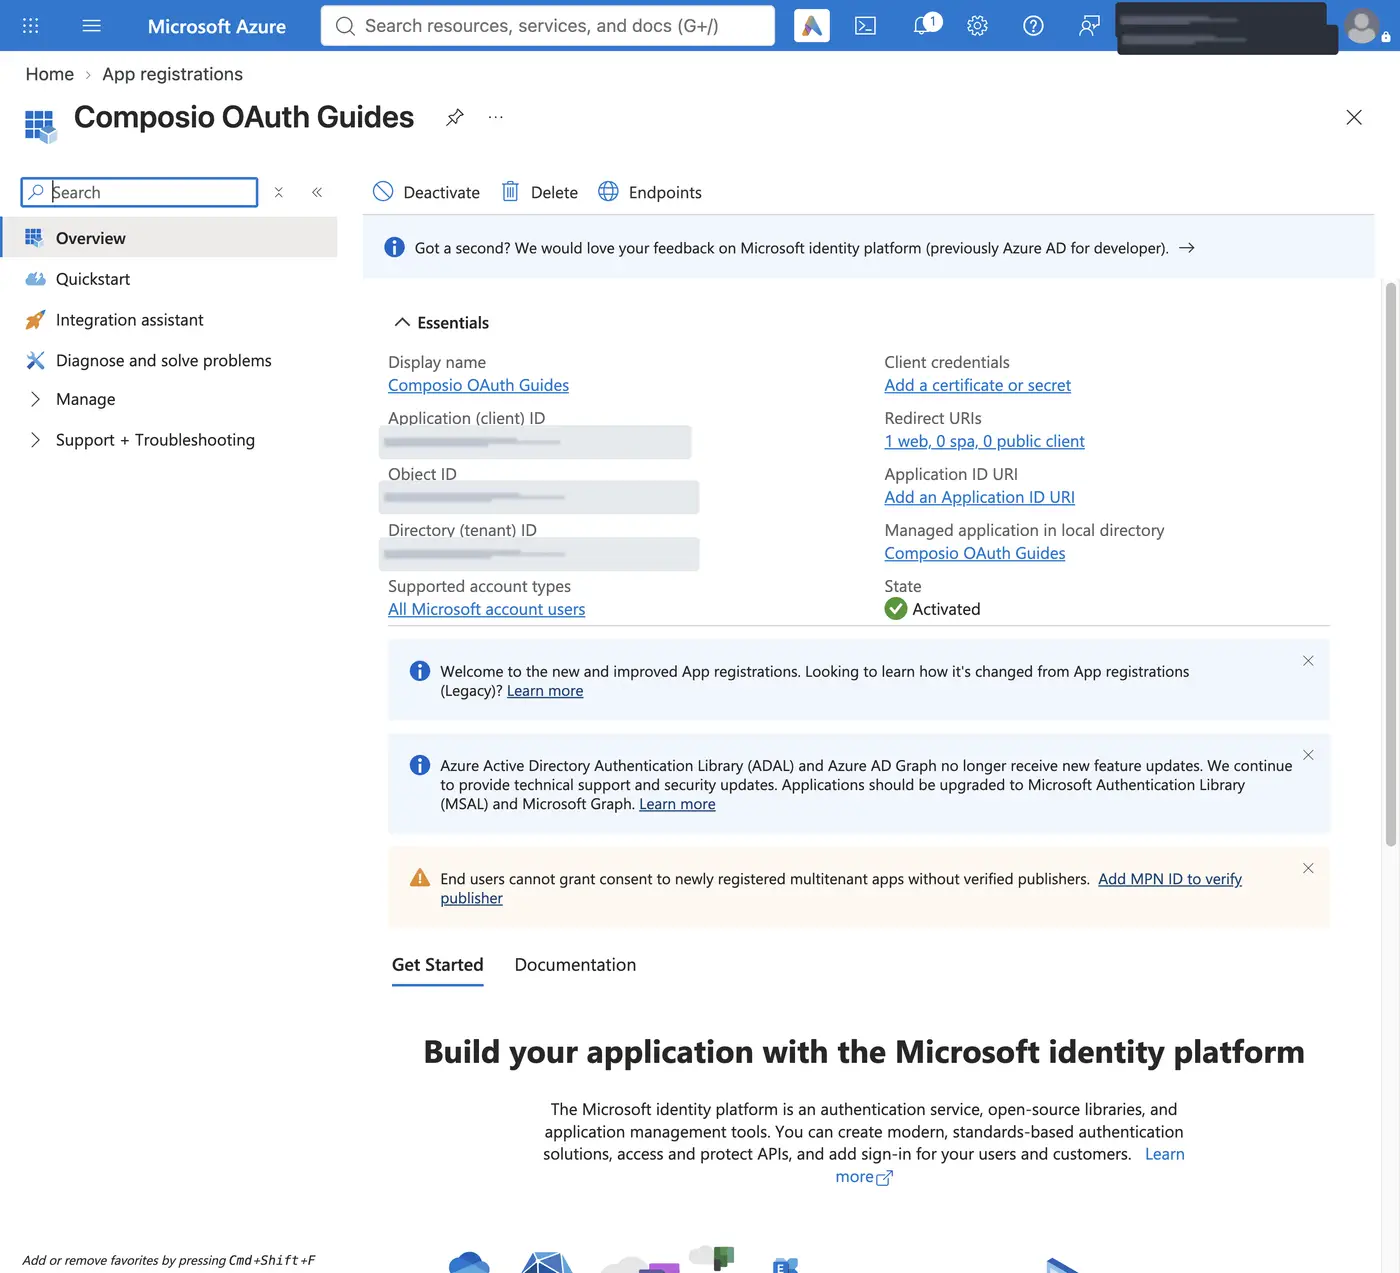 Microsoft Azure
Search resources, services, and docs (G+/)
1
Home › App registrations
Composio OAuth Guides
Search
Deactivate
Delete
Endpoints
Overview
Quickstart
Integration assistant
Diagnose and solve problems
Manage
Support + Troubleshooting
Got a second? We would love your feedback on Microsoft identity platform (previously Azure AD for developer). →
Essentials
Display name
Composio OAuth Guides
Application (client) ID
Object ID
Directory (tenant) ID
Supported account types
All Microsoft account users
Client credentials
Add a certificate or secret
Redirect URIs
1 web, 0 spa, 0 public client
Application ID URI
Add an Application ID URI
Managed application in local directory
Composio OAuth Guides
State
Activated
Welcome to the new and improved App registrations. Looking to learn how it's changed from App registrations
(Legacy)? Learn more
Azure Active Directory Authentication Library (ADAL) and Azure AD Graph no longer receive new feature updates. We continue
to provide technical support and security updates. Applications should be upgraded to Microsoft Authentication Library
(MSAL) and Microsoft Graph. Learn more
End users cannot grant consent to newly registered multitenant apps without verified publishers. Add MPN ID to verify
publisher
Get Started
Documentation
Build your application with the Microsoft identity platform
The Microsoft identity platform is an authentication service, open-source libraries, and
application management tools. You can create modern, standards-based authentication
solutions, access and protect APIs, and add sign-in for your users and customers. Learn
more
Add or remove favorites by pressing Cmd+Shift+F